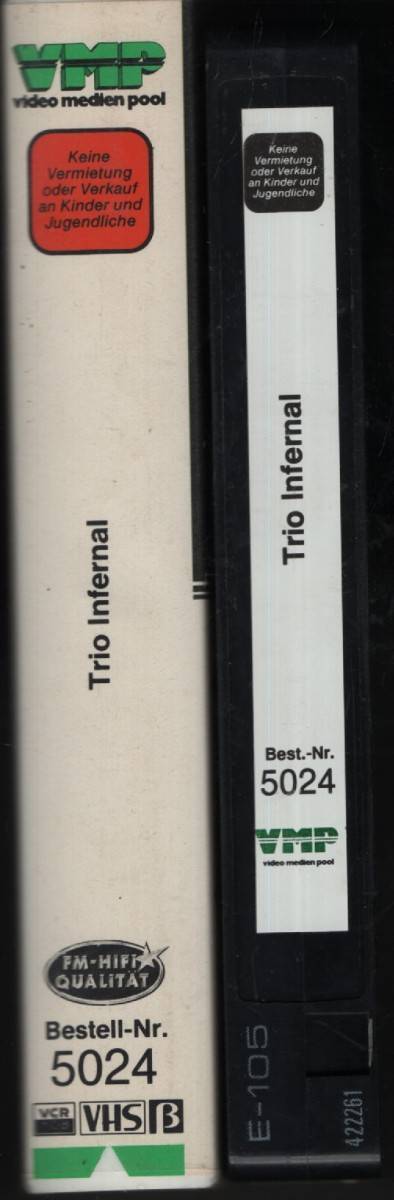 VMP
video medien pool
Keine
Vermietung
oder Verkauf
an Kinder und
Jugendliche
Trio Infernal
FM-HIFI
QUALITÄT
Bestell-Nr.
5024
VCR
VHS
β
Keine
Vermietung
oder Verkauf
an Kinder und
Jugendliche
Trio Infernal
Best.-Nr.
5024
VMP
video medien pool
E-105
422261